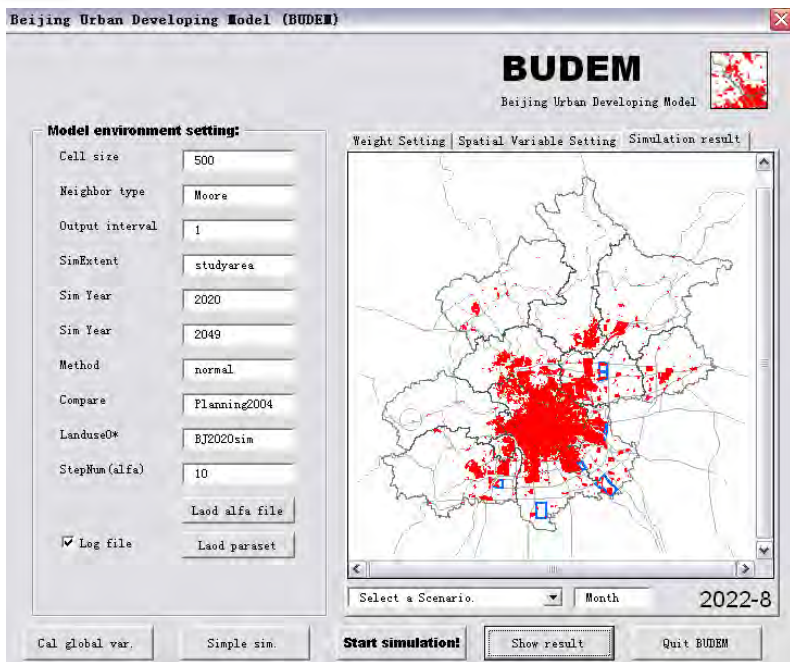 Beijing Urban Developing Model (BUDEM)
BUDEM
Beijing Urban Developing Model
Model environment setting:
Cell size 500
Neighbor type Moore
Output interval 1
SimExtent studyarea
Sim Year 2020
Sim Year 2049
Method normal
Compare Planning2004
Landuse0* BJ2020sim
StepNum(alfa) 10
Laod alfa file
Log file Laod paraset
Weight Setting Spatial Variable Setting Simulation result
Select a Scenario. Month 2022-8
Cal global var. Simple sim. Start simulation! Show result Quit BUDEM